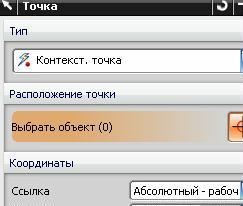 Точка
Тип
Контекст. точка
Расположение точки
Выбрать объект (0)
Координаты
Ссылка
Абсолютный - рабоч